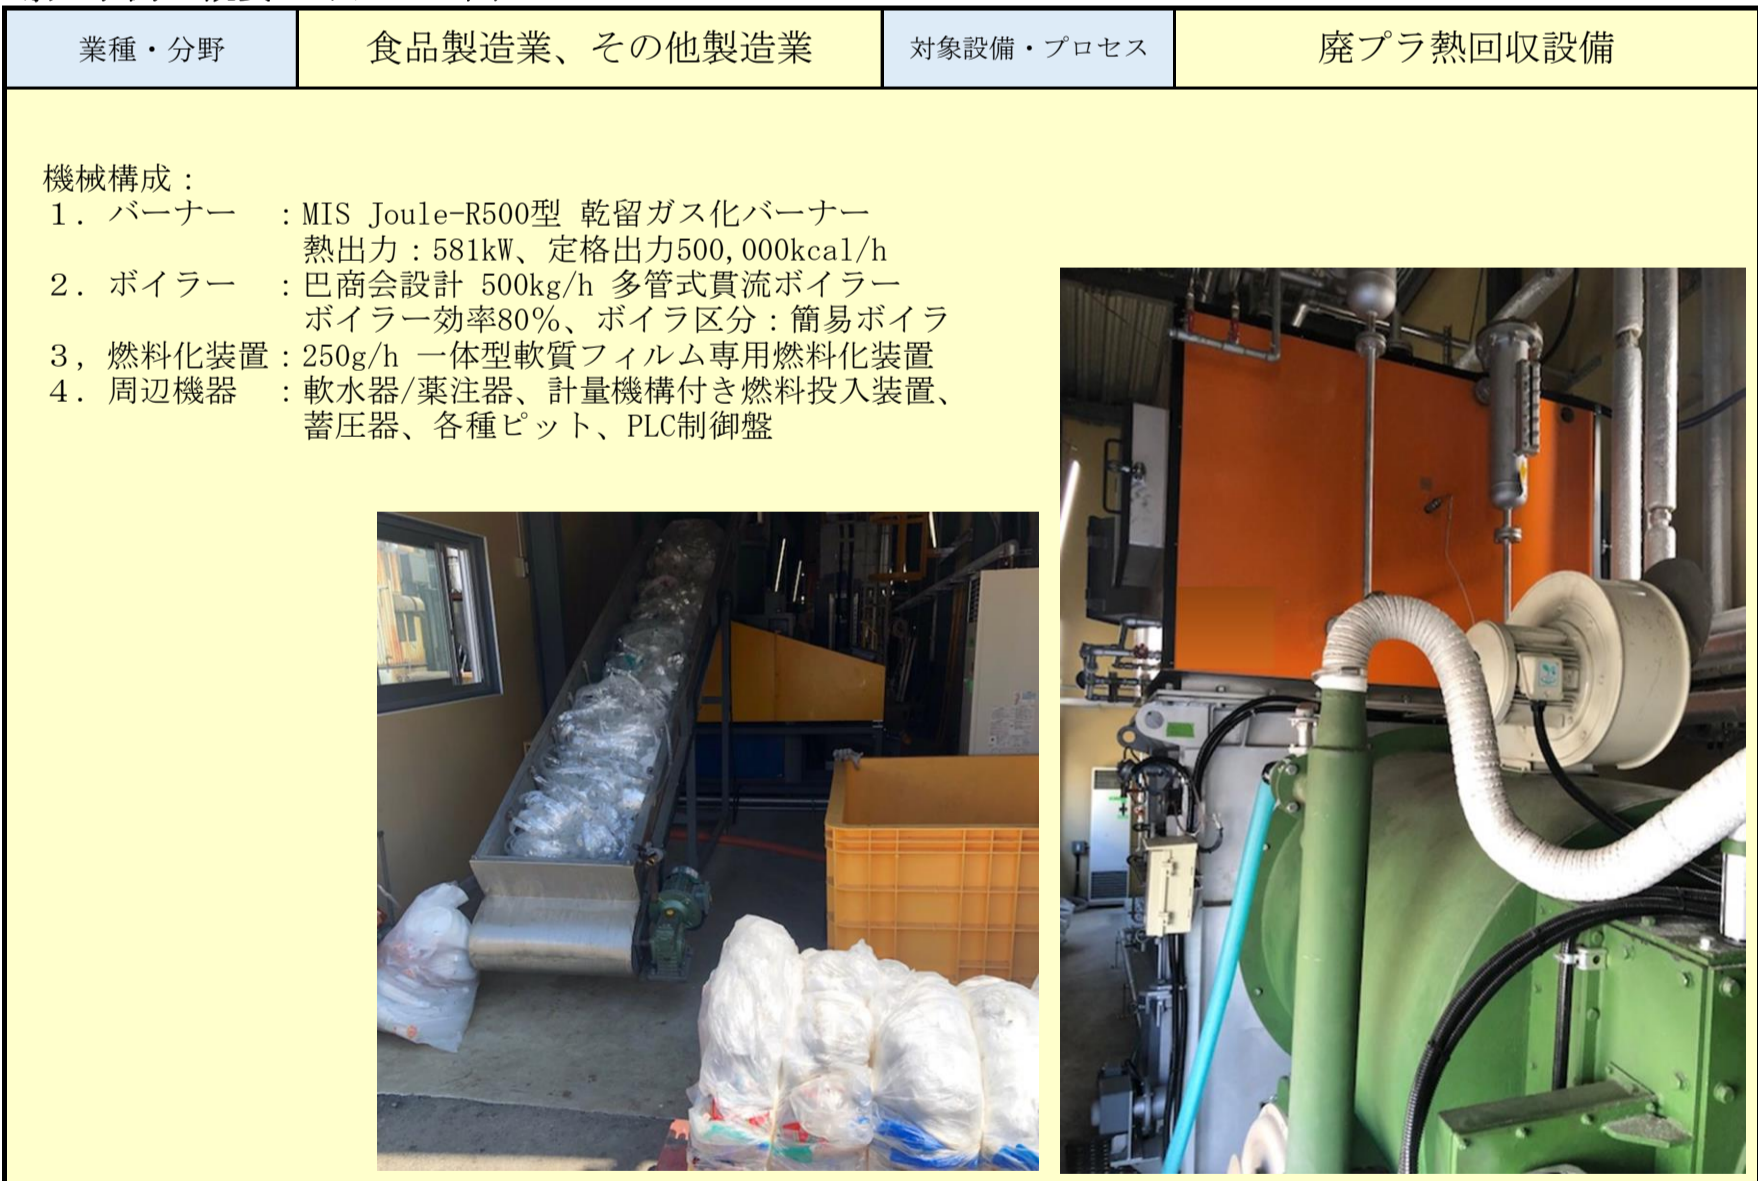 業種・分野
食品製造業、その他製造業
対象設備・プロセス
廃プラ熱回収設備
機械構成：
１．バーナー　：MIS Joule-R500型 乾留ガス化バーナー
熱出力：581kW、定格出力500,000kcal/h
２．ボイラー　：巴商会設計 500kg/h 多管式貫流ボイラー
ボイラー効率80％、ボイラ区分：簡易ボイラ
３，燃料化装置：250g/h 一体型軟質フィルム専用燃料化装置
４．周辺機器　：軟水器/薬注器、計量機構付き燃料投入装置、
蓄圧器、各種ピット、PLC制御盤